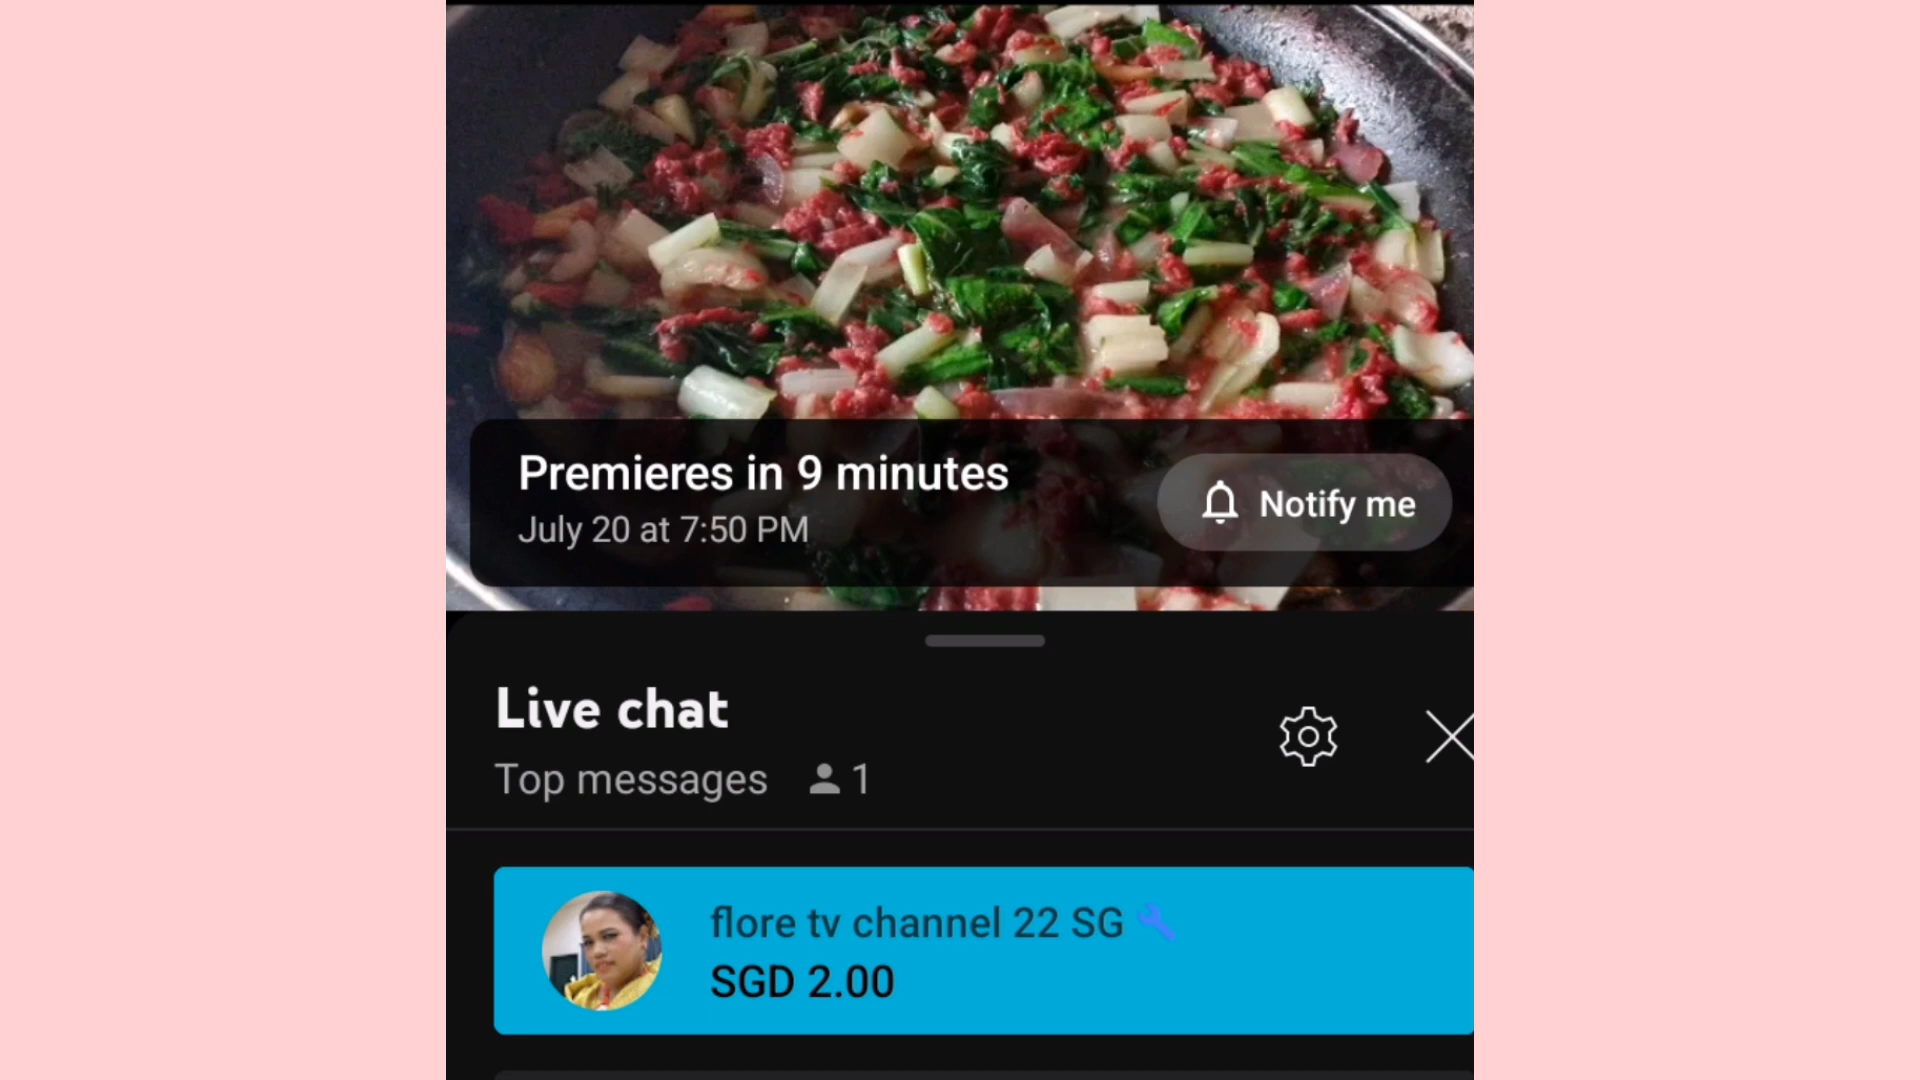 Premieres in 9 minutes
July 20 at 7:50 PM
Notify me
Live chat
Top messages 1
flore tv channel 22 SG
SGD 2.00